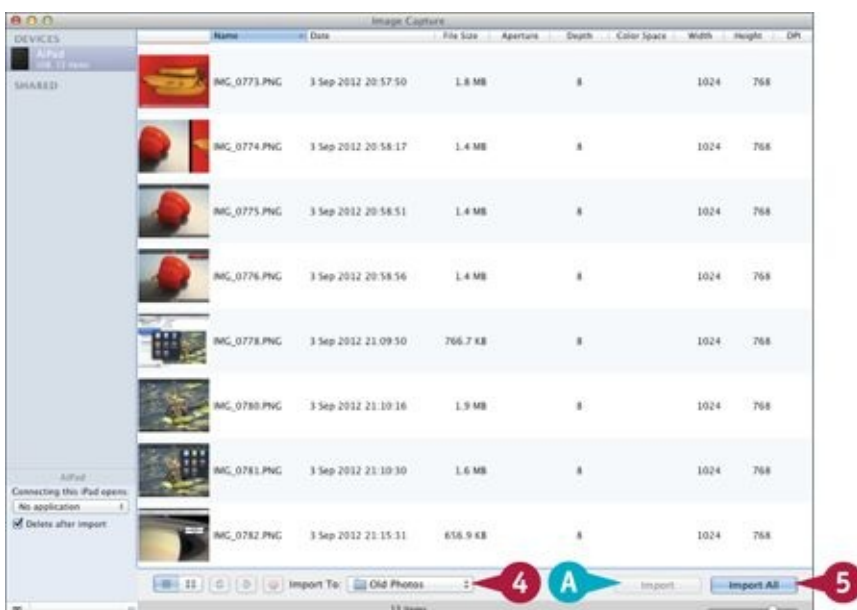 Image Capture
DEVICES
AiPad
USB, 12 items
SHARED
Name Date File Size Aperture Depth Color Space Width Height DPI
IMG_0773.PNG 3 Sep 2012 20:57:50 1.8 MB 8 1024 768
IMG_0774.PNG 3 Sep 2012 20:58:17 1.4 MB 8 1024 768
IMG_0775.PNG 3 Sep 2012 20:58:51 1.4 MB 8 1024 768
IMG_0776.PNG 3 Sep 2012 20:58:56 1.4 MB 8 1024 768
IMG_0778.PNG 3 Sep 2012 21:09:50 766.7 KB 8 1024 768
IMG_0780.PNG 3 Sep 2012 21:10:16 1.9 MB 8 1024 768
IMG_0781.PNG 3 Sep 2012 21:10:30 1.6 MB 8 1024 768
IMG_0782.PNG 3 Sep 2012 21:15:31 656.9 KB 8 1024 768
AiPad
Connecting this iPad opens:
No application
Delete after import
Import To: Old Photos 4 A Import Import All 5
12 items